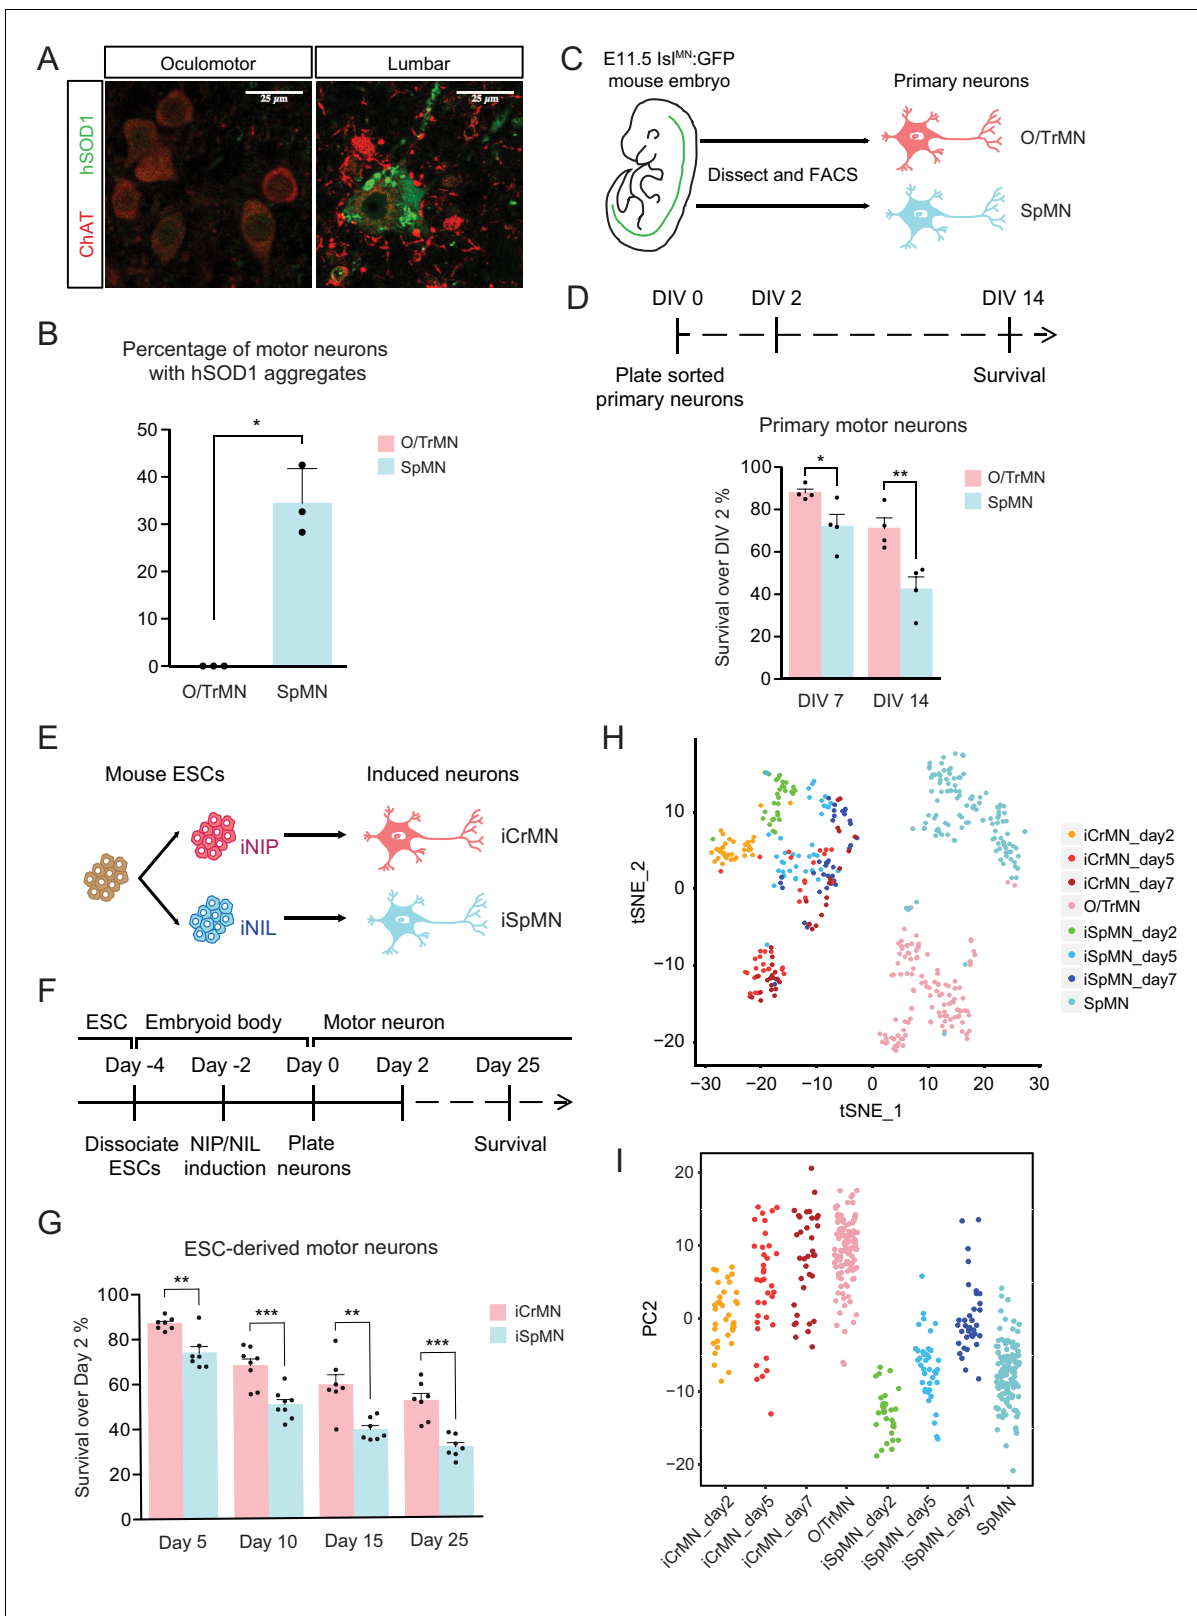 A
Oculomotor
Lumbar
ChAT hSOD1
25 µm
25 µm
B
Percentage of motor neurons
with hSOD1 aggregates
50
40
30
20
10
0
*
O/TrMN
SpMN
O/TrMN
SpMN
C
E11.5 Isl^MN:GFP
mouse embryo
Primary neurons
Dissect and FACS
O/TrMN
SpMN
D
DIV 0
DIV 2
DIV 14
Plate sorted
primary neurons
Survival
Primary motor neurons
Survival over DIV 2 %
100
80
60
40
80
0
*
**
O/TrMN
SpMN
DIV 7
DIV 14
E
Mouse ESCs
Induced neurons
iNIP
iCrMN
iNIL
iSpMN
F
ESC
Embryoid body
Motor neuron
Day -4
Day -2
Day 0
Day 2
Day 25
Dissociate
ESCs
NIP/NIL
induction
Plate
neurons
Survival
G
ESC-derived motor neurons
Survival over Day 2 %
100
80
60
40
20
0
**
***
**
***
iCrMN
iSpMN
Day 5
Day 10
Day 15
Day 25
H
tSNE_2
10
0
−10
−20
−30
−20
−10
0
10
20
30
tSNE_1
iCrMN_day2
iCrMN_day5
iCrMN_day7
O/TrMN
iSpMN_day2
iSpMN_day5
iSpMN_day7
SpMN
I
PC2
20
10
0
−10
−20
iCrMN_day2
iCrMN_day5
iCrMN_day7
O/TrMN
iSpMN_day2
iSpMN_day5
iSpMN_day7
SpMN